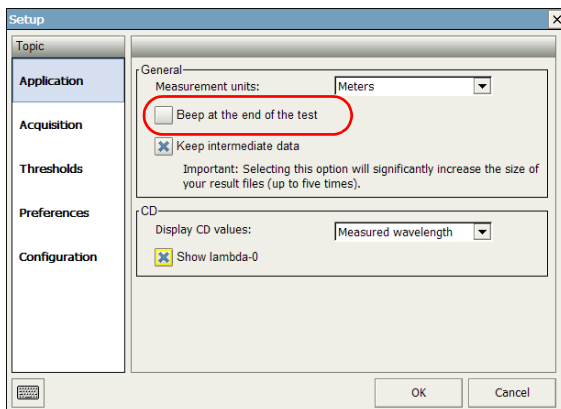 Setup
Topic
Application
Acquisition
Thresholds
Preferences
Configuration
General
Measurement units: Meters
Beep at the end of the test
Keep intermediate data
Important: Selecting this option will significantly increase the size of
your result files (up to five times).
CD
Display CD values: Measured wavelength
Show lambda-0
OK Cancel